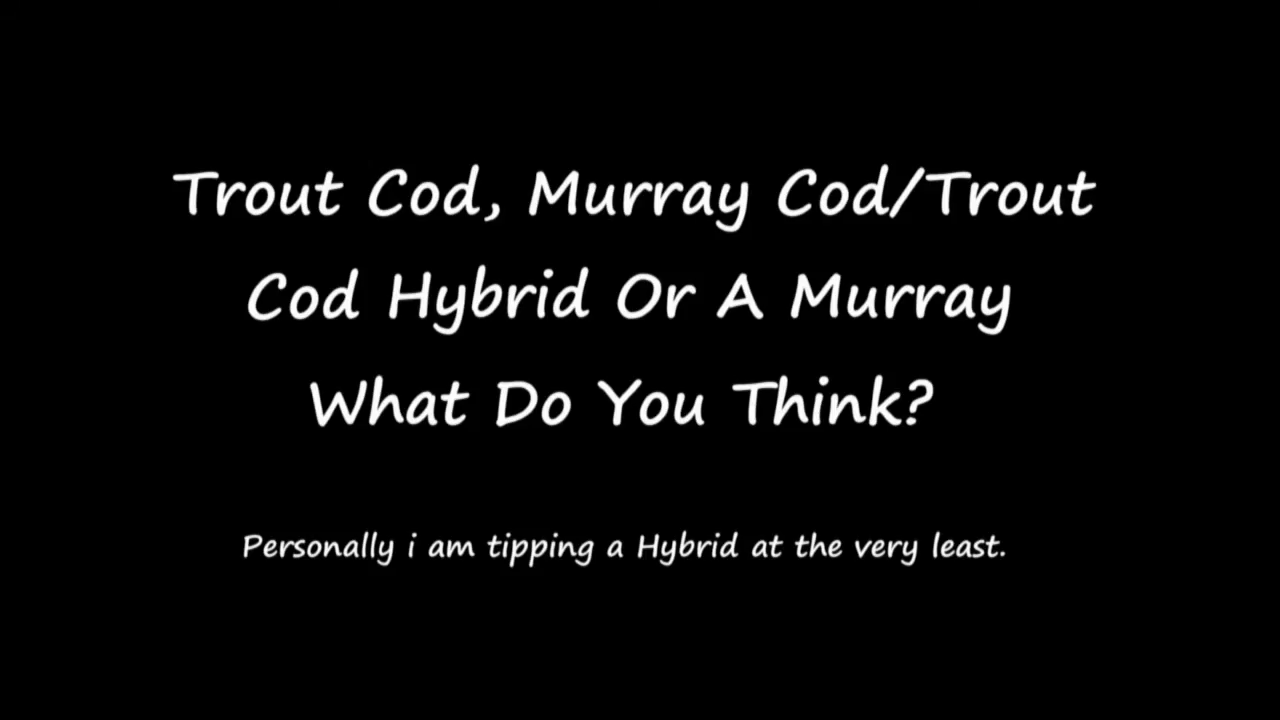 Trout Cod, Murray Cod/Trout
Cod Hybrid Or A Murray
What Do You Think?
Personally i am tipping a Hybrid at the very least.